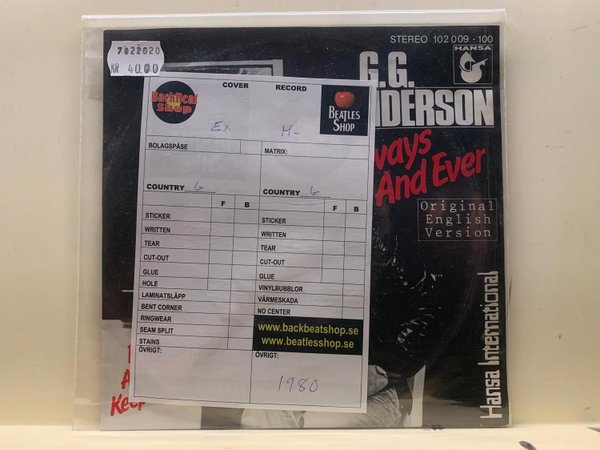 STEREO 102 009 - 100
HANSA
7022020
KR 40.00
G.G.
NDERSON
ways
And Ever
Original
English
Version
Hansa International
COVER RECORD
BackBeat
Shop
BEATLES
SHOP
Ex M-
BOLAGSPÅSE MATRIX:
COUNTRY G COUNTRY G
F B F B
STICKER STICKER
WRITTEN WRITTEN
TEAR TEAR
CUT-OUT CUT-OUT
GLUE GLUE
HOLE VINYLBUBBLOR
LAMINATSLÄPP VÄRMESKADA
BENT CORNER NO CENTER
RINGWEAR
SEAM SPLIT
STAINS
www.backbeatshop.se
www.beatlesshop.se
ÖVRIGT: ÖVRIGT:
1980
Keep